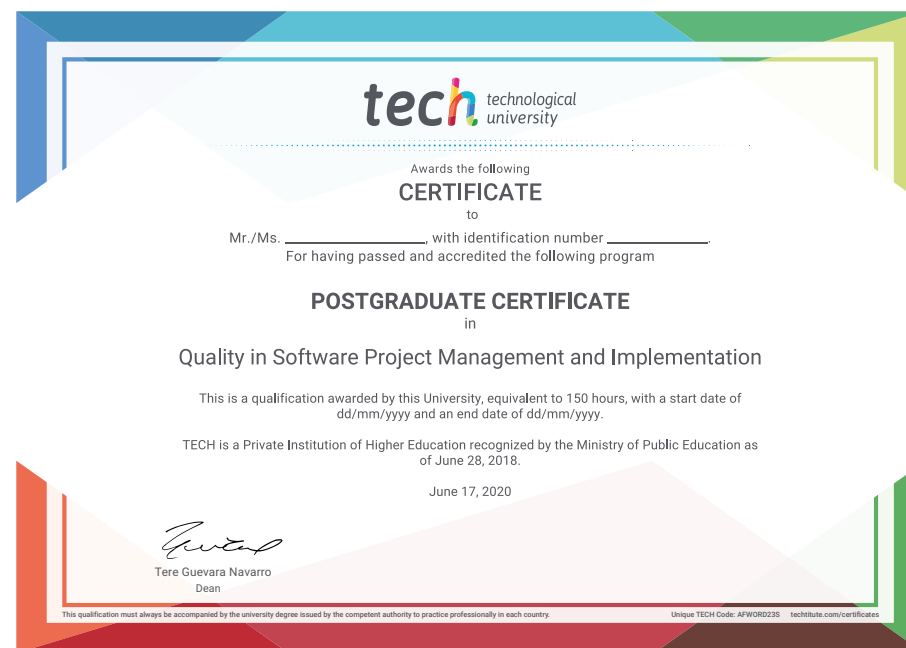 tech technological
university
Awards the following
CERTIFICATE
to
Mr./Ms. ____________, with identification number ____________.
For having passed and accredited the following program
POSTGRADUATE CERTIFICATE
in
Quality in Software Project Management and Implementation
This is a qualification awarded by this University, equivalent to 150 hours, with a start date of
dd/mm/yyyy and an end date of dd/mm/yyyy.
TECH is a Private Institution of Higher Education recognized by the Ministry of Public Education as
of June 28, 2018.
June 17, 2020
Tere Guevara Navarro
Dean
This qualification must always be accompanied by the university degree issued by the competent authority to practice professionally in each country.
Unique TECH Code: AFWORD23S techtitute.com/certificates